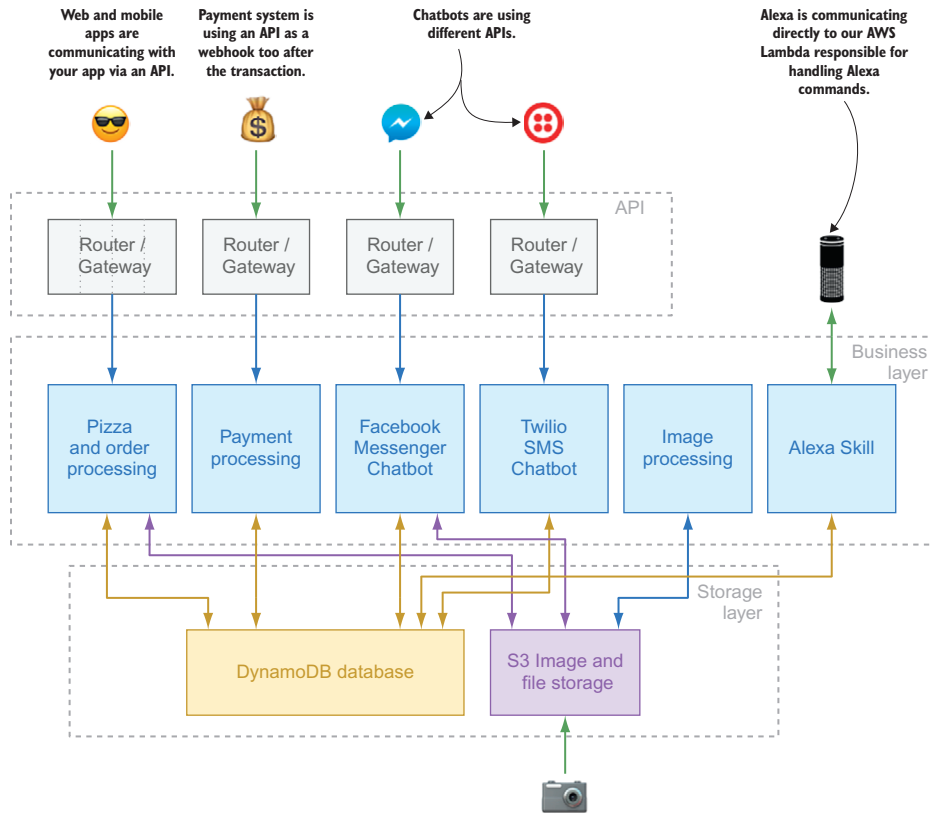 Web and mobile
apps are
communicating with
your app via an API.
Payment system is
using an API as a
webhook too after
the transaction.
Chatbots are using
different APIs.
Alexa is communicating
directly to our AWS
Lambda responsible for
handling Alexa
commands.
API
Router /
Gateway
Router /
Gateway
Router /
Gateway
Router /
Gateway
Business
layer
Pizza
and order
processing
Payment
processing
Facebook
Messenger
Chatbot
Twilio
SMS
Chatbot
Image
processing
Alexa Skill
Storage
layer
DynamoDB database
S3 Image and
file storage